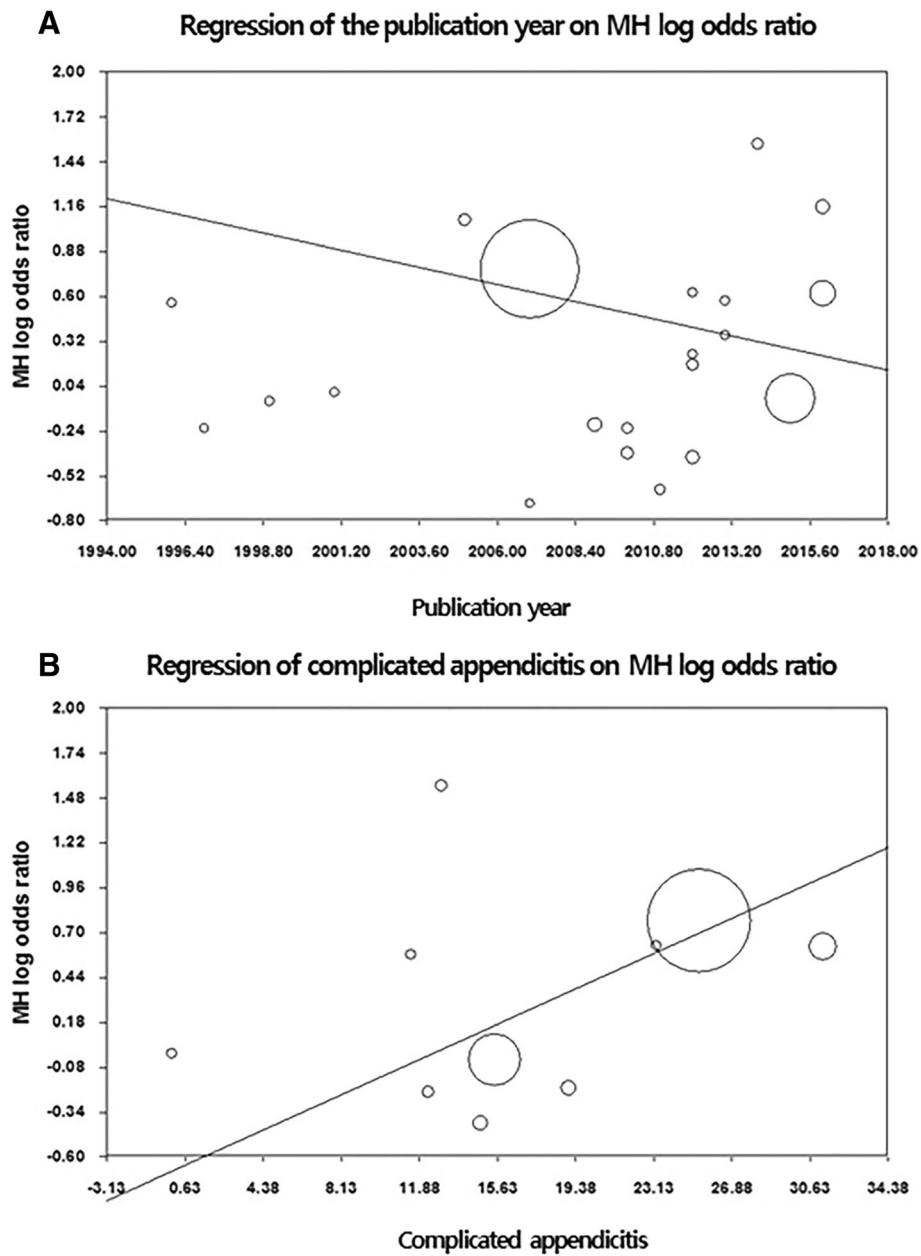 A
Regression of the publication year on MH log odds ratio
2.00
1.72
1.44
1.16
0.88
0.60
0.32
0.04
-0.24
-0.52
-0.80
MH log odds ratio
1994.00 1996.40 1998.80 2001.20 2003.60 2006.00 2008.40 2010.80 2013.20 2015.60 2018.00
Publication year
B
Regression of complicated appendicitis on MH log odds ratio
2.00
1.74
1.48
1.22
0.96
0.70
0.44
0.18
-0.08
-0.34
-0.60
MH log odds ratio
-3.13 0.63 4.38 8.13 11.88 15.63 19.38 23.13 26.88 30.63 34.38
Complicated appendicitis